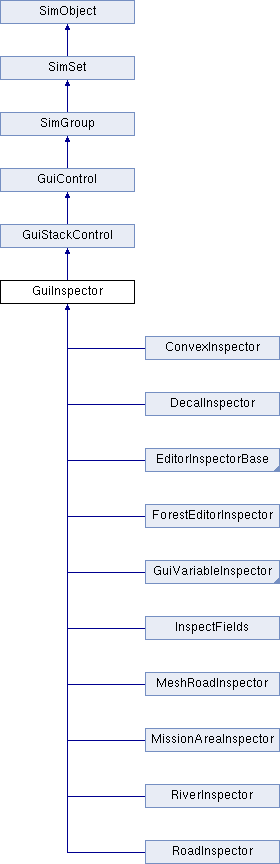 SimObject
SimSet
SimGroup
GuiControl
GuiStackControl
GuiInspector
ConvexInspector
DecalInspector
EditorInspectorBase
ForestEditorInspector
GuiVariableInspector
InspectFields
MeshRoadInspector
MissionAreaInspector
RiverInspector
RoadInspector